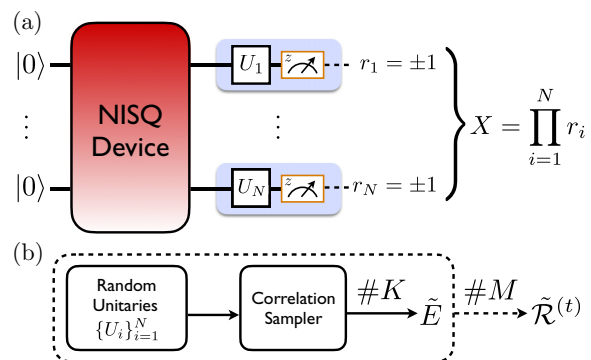 (a)
|0⟩
U₁
z
r₁ = ±1
NISQ
Device
⋮
⋮
X = ∏ᵢ₌₁ᴺ rᵢ
|0⟩
U_N
z
r_N = ±1
(b)
Random
Unitaries
{Uᵢ}ᵢ₌₁ᴺ
Correlation
Sampler
#K
Ẽ
#M
R̃⁽ᵗ⁾